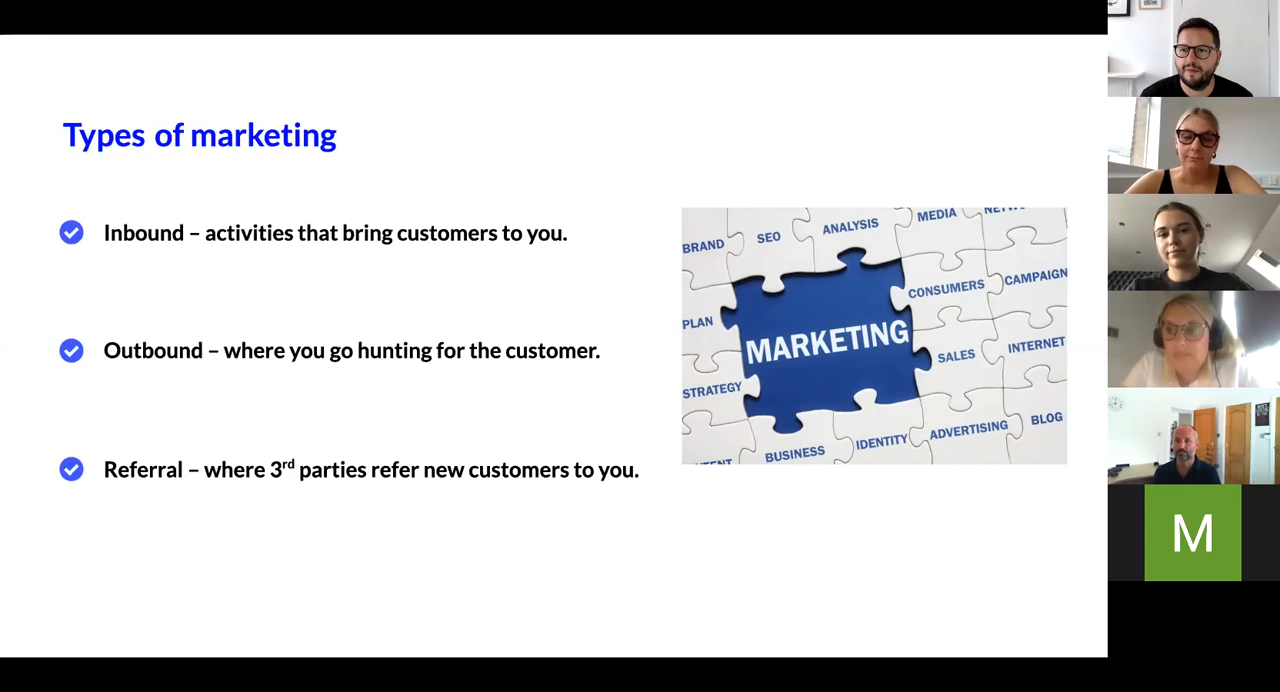 Types of marketing
Inbound – activities that bring customers to you.
Outbound – where you go hunting for the customer.
Referral – where 3rd parties refer new customers to you.
BRAND
SEO
ANALYSIS
MEDIA
PLAN
MARKETING
CONSUMERS
CAMPAIGN
STRATEGY
SALES
INTERNET
BUSINESS
IDENTITY
ADVERTISING
BLOG
M